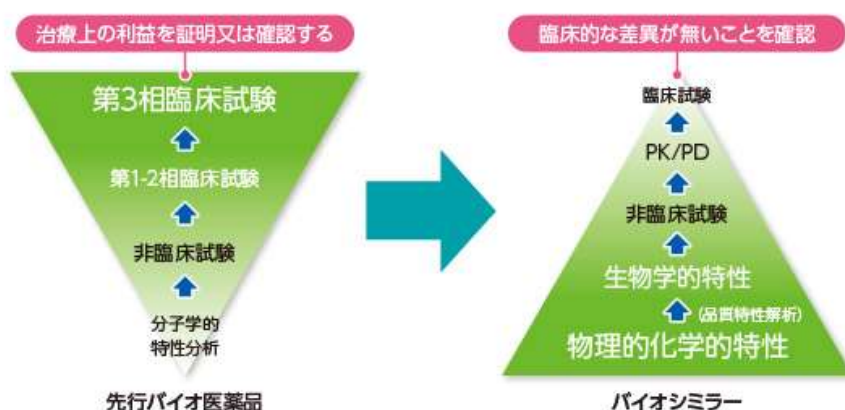 治療上の利益を証明又は確認する
第3相臨床試験
第1-2相臨床試験
非臨床試験
分子学的
特性分析
先行バイオ医薬品
臨床的な差異が無いことを確認
臨床試験
PK/PD
非臨床試験
生物学的特性
(品質特性解析)
物理的化学的特性
バイオシミラー